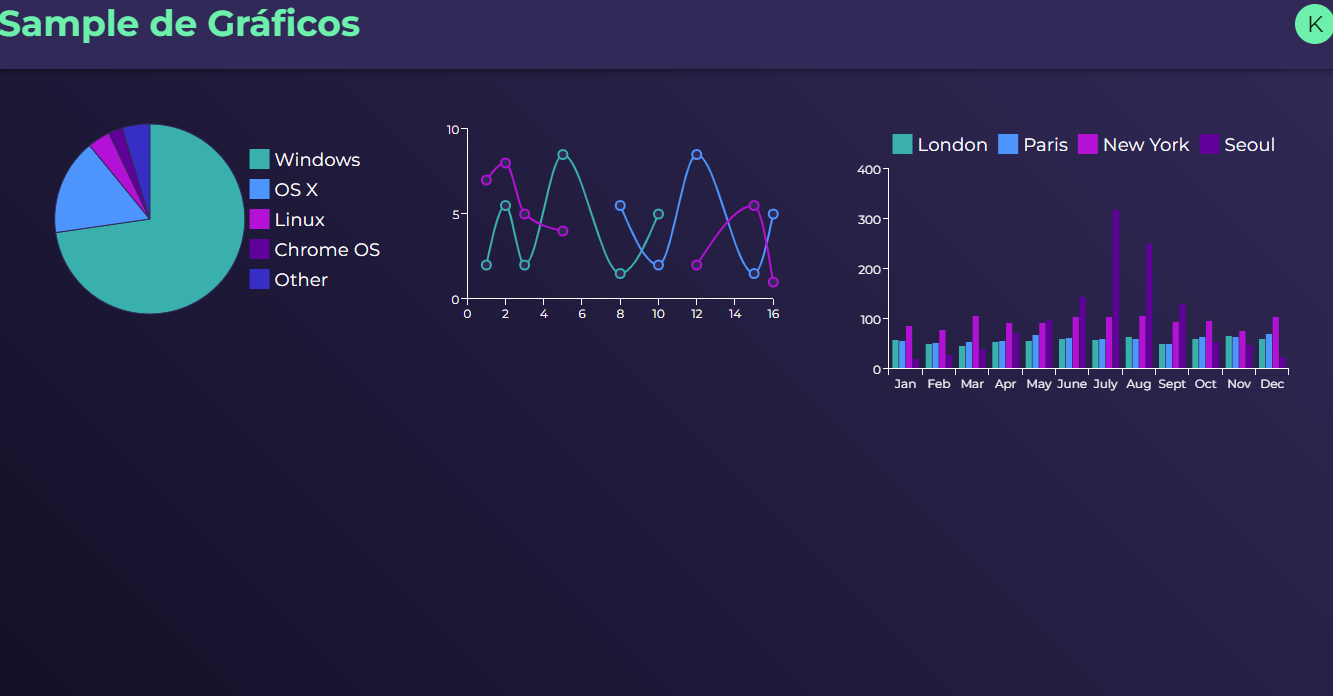 Sample de Gráficos
K
Windows
OS X
Linux
Chrome OS
Other
10
5
0
0 2 4 6 8 10 12 14 16
London Paris New York Seoul
400
300
200
100
0
Jan Feb Mar Apr May June July Aug Sept Oct Nov Dec